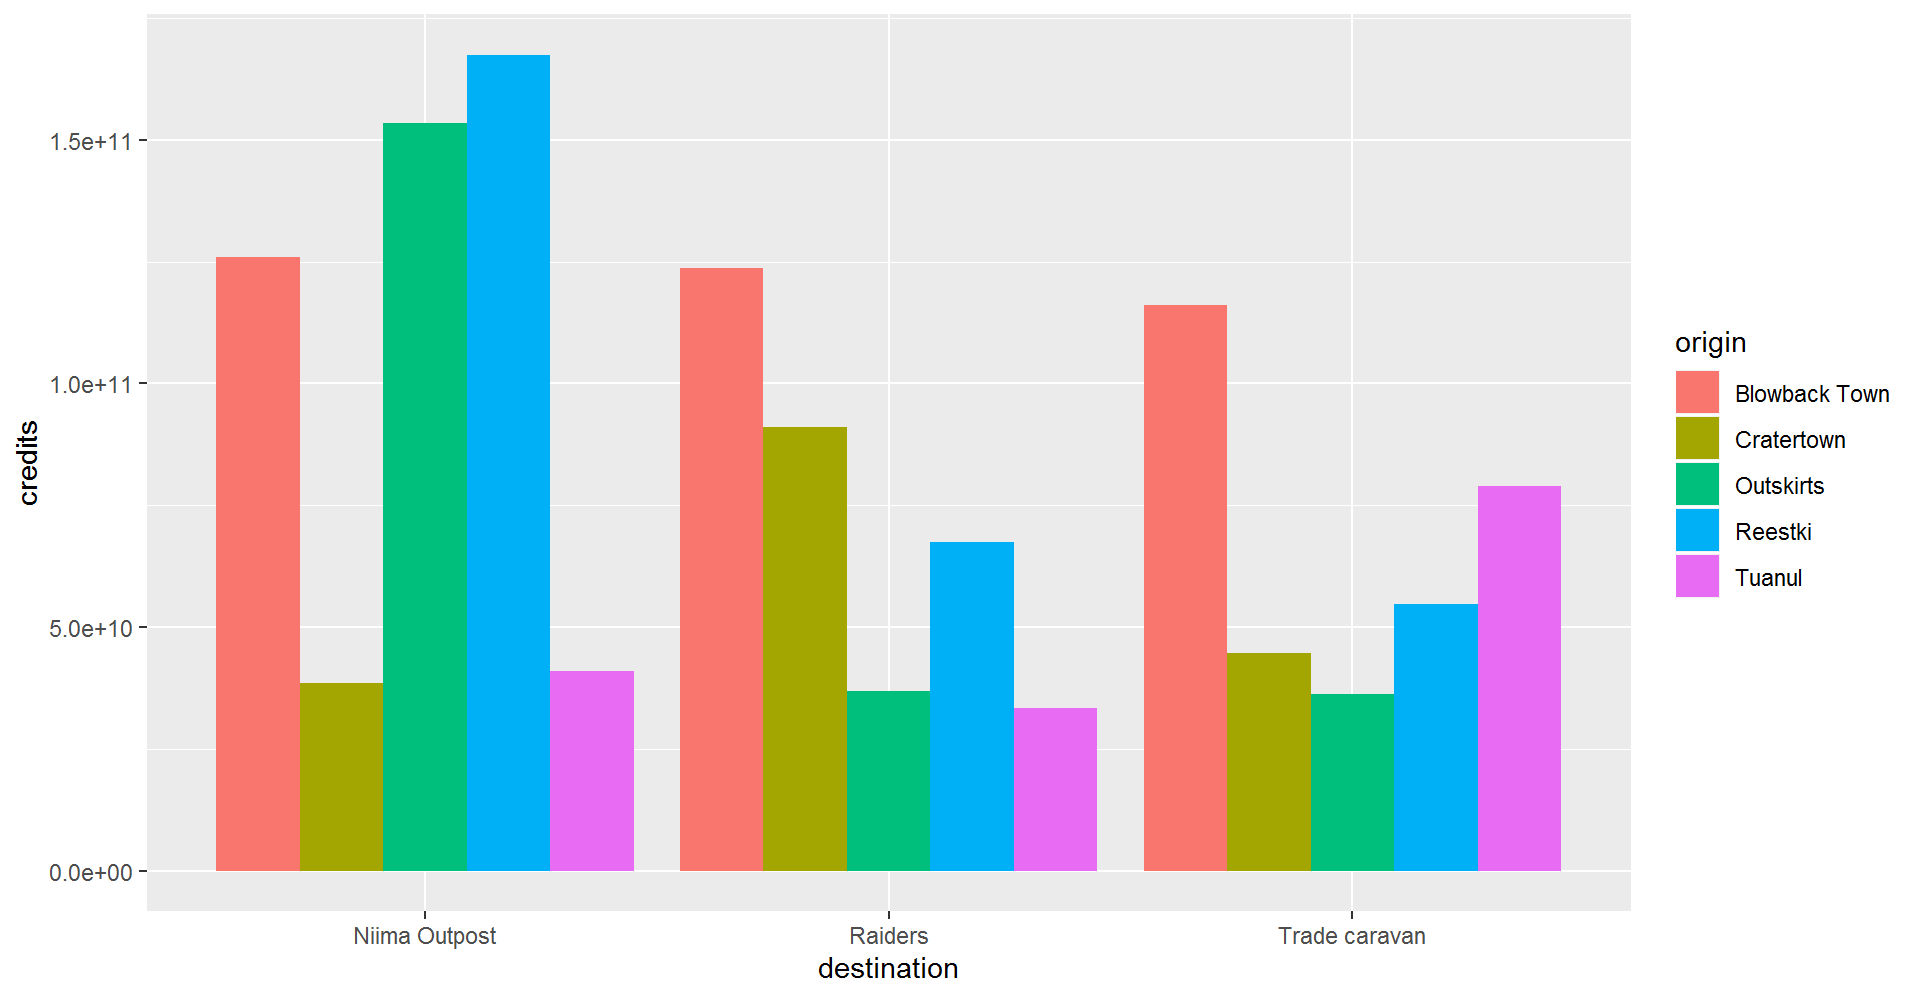 1.5e+11
1.0e+11
5.0e+10
0.0e+00
credits
Niima Outpost
Raiders
Trade caravan
destination
origin
Blowback Town
Cratertown
Outskirts
Reestki
Tuanul